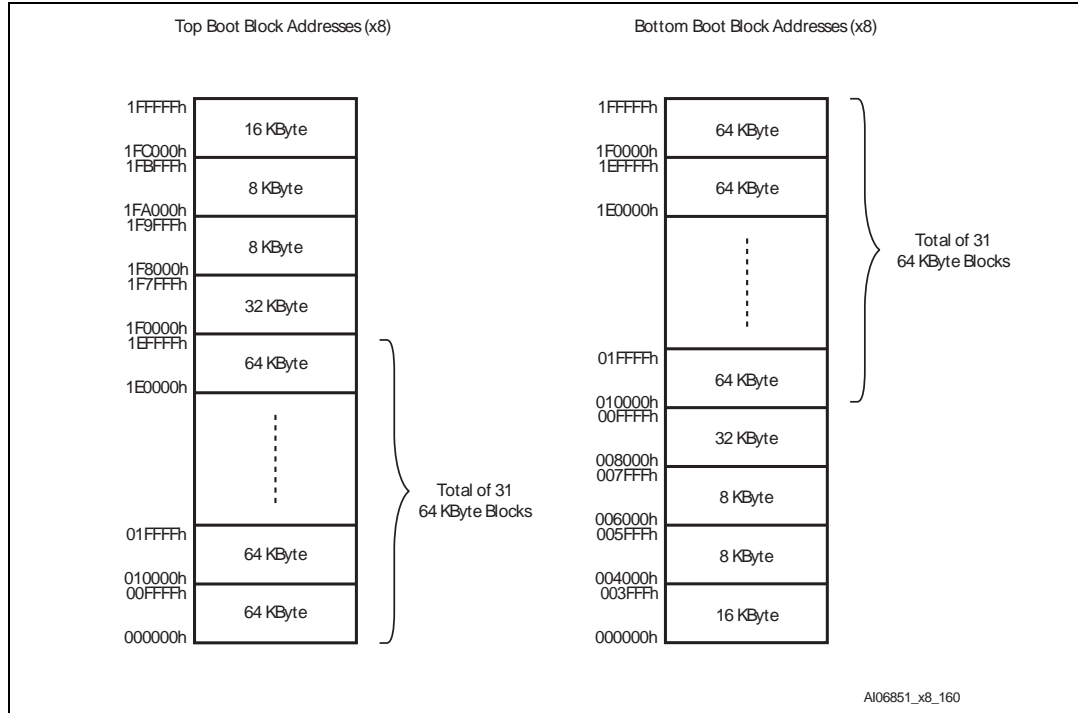 Top Boot Block Addresses (x8)
1FFFFFh
16 KByte
1FC000h
1FBFFFh
8 KByte
1FA000h
1F9FFFh
8 KByte
1F8000h
1F7FFFh
32 KByte
1F0000h
1EFFFFh
64 KByte
1E0000h
Total of 31
64 KByte Blocks
01FFFFh
64 KByte
010000h
00FFFFh
64 KByte
000000h
Bottom Boot Block Addresses (x8)
1FFFFFh
64 KByte
1F0000h
1EFFFFh
64 KByte
1E0000h
Total of 31
64 KByte Blocks
01FFFFh
64 KByte
010000h
00FFFFh
32 KByte
008000h
007FFFh
8 KByte
006000h
005FFFh
8 KByte
004000h
003FFFh
16 KByte
000000h
AI06851_x8_160